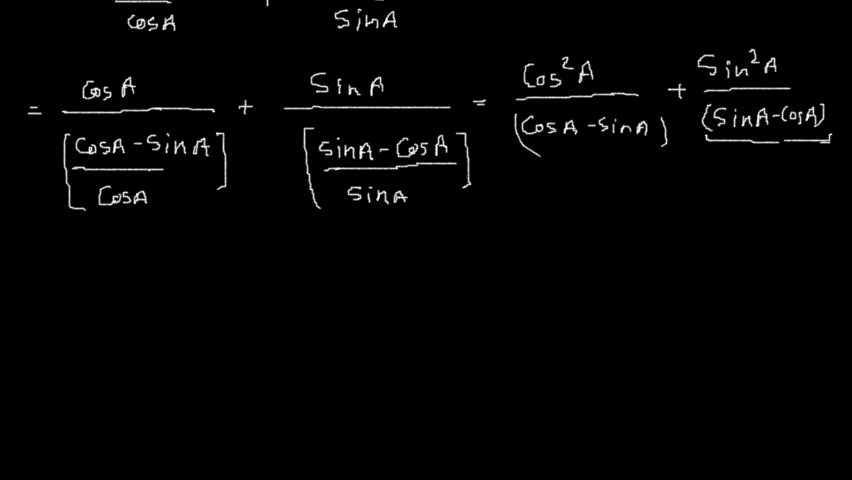 cosA + SinA
= CosA / [(CosA - SinA) / CosA] + SinA / [(SinA - CosA) / SinA] = Cos²A / (CosA - SinA) + Sin²A / (SinA - CosA)